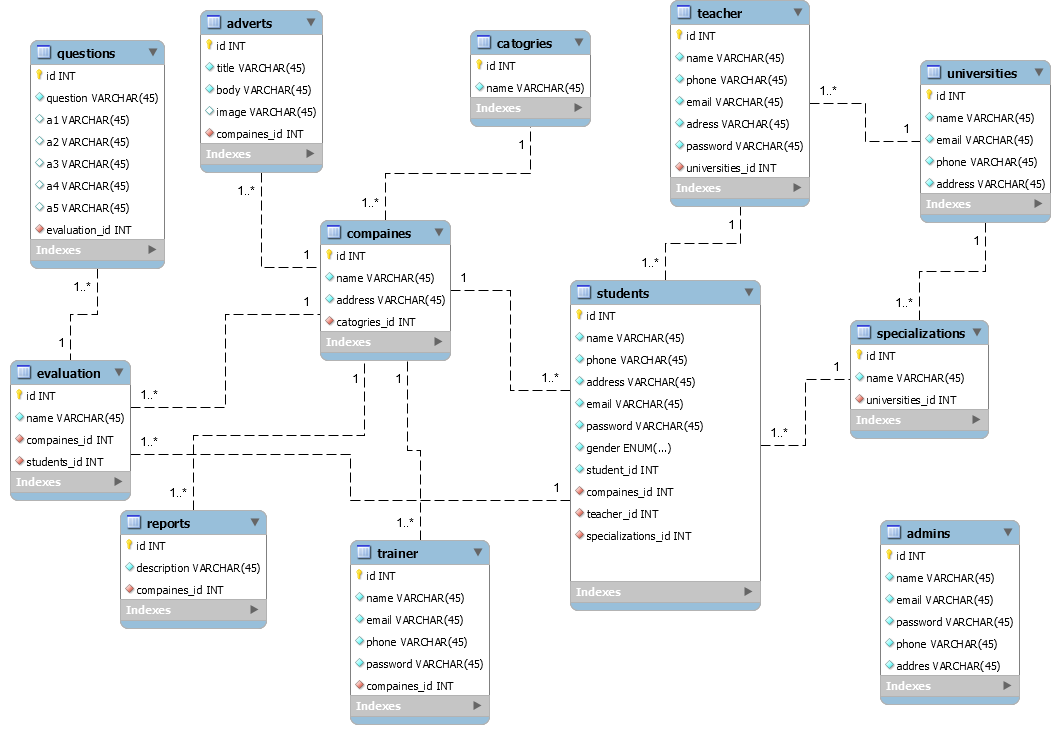 questions
id INT
question VARCHAR(45)
a1 VARCHAR(45)
a2 VARCHAR(45)
a3 VARCHAR(45)
a4 VARCHAR(45)
a5 VARCHAR(45)
evaluation_id INT
Indexes
adverts
id INT
title VARCHAR(45)
body VARCHAR(45)
image VARCHAR(45)
compaines_id INT
Indexes
catogries
id INT
name VARCHAR(45)
Indexes
teacher
id INT
name VARCHAR(45)
phone VARCHAR(45)
email VARCHAR(45)
adress VARCHAR(45)
password VARCHAR(45)
universities_id INT
Indexes
universities
id INT
name VARCHAR(45)
email VARCHAR(45)
phone VARCHAR(45)
address VARCHAR(45)
Indexes
1..*
1
1
1..*
1..*
1
1..*
1
1
1..*
compaines
id INT
name VARCHAR(45)
address VARCHAR(45)
catogries_id INT
Indexes
1
1..*
students
id INT
name VARCHAR(45)
phone VARCHAR(45)
address VARCHAR(45)
email VARCHAR(45)
password VARCHAR(45)
gender ENUM(...)
student_id INT
compaines_id INT
teacher_id INT
specializations_id INT
Indexes
specializations
id INT
name VARCHAR(45)
universities_id INT
Indexes
1
1..*
1..*
1
evaluation
id INT
name VARCHAR(45)
compaines_id INT
students_id INT
Indexes
1
1..*
1..*
1
1
1..*
1
1..*
reports
id INT
description VARCHAR(45)
compaines_id INT
Indexes
trainer
id INT
name VARCHAR(45)
email VARCHAR(45)
phone VARCHAR(45)
password VARCHAR(45)
compaines_id INT
Indexes
admins
id INT
name VARCHAR(45)
email VARCHAR(45)
password VARCHAR(45)
phone VARCHAR(45)
addres VARCHAR(45)
Indexes